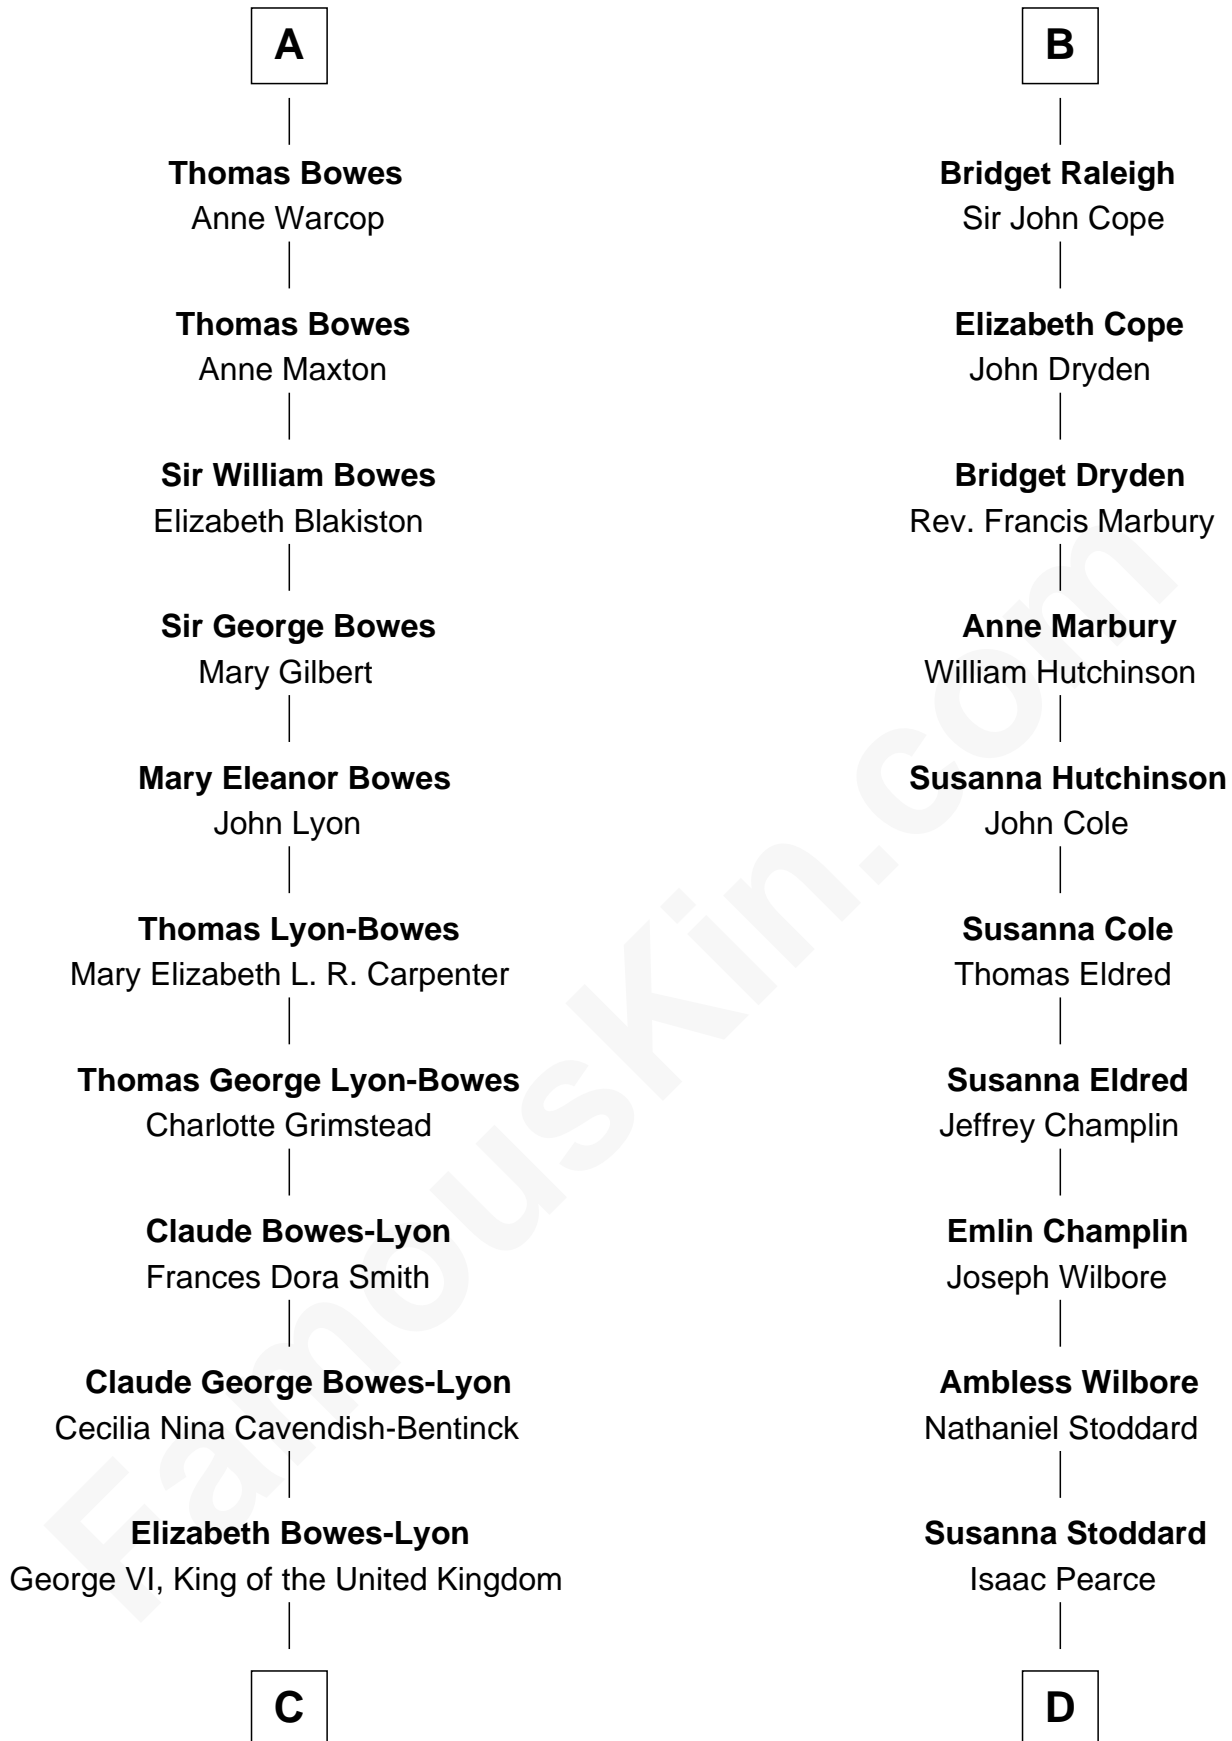 A
Thomas Bowes
Anne Warcop
Thomas Bowes
Anne Maxton
Sir William Bowes
Elizabeth Blakiston
Sir George Bowes
Mary Gilbert
Mary Eleanor Bowes
John Lyon
Thomas Lyon-Bowes
Mary Elizabeth L. R. Carpenter
Thomas George Lyon-Bowes
Charlotte Grimstead
Claude Bowes-Lyon
Frances Dora Smith
Claude George Bowes-Lyon
Cecilia Nina Cavendish-Bentinck
Elizabeth Bowes-Lyon
George VI, King of the United Kingdom
C
B
Bridget Raleigh
Sir John Cope
Elizabeth Cope
John Dryden
Bridget Dryden
Rev. Francis Marbury
Anne Marbury
William Hutchinson
Susanna Hutchinson
John Cole
Susanna Cole
Thomas Eldred
Susanna Eldred
Jeffrey Champlin
Emlin Champlin
Joseph Wilbore
Ambless Wilbore
Nathaniel Stoddard
Susanna Stoddard
Isaac Pearce
D
FamousKin.com